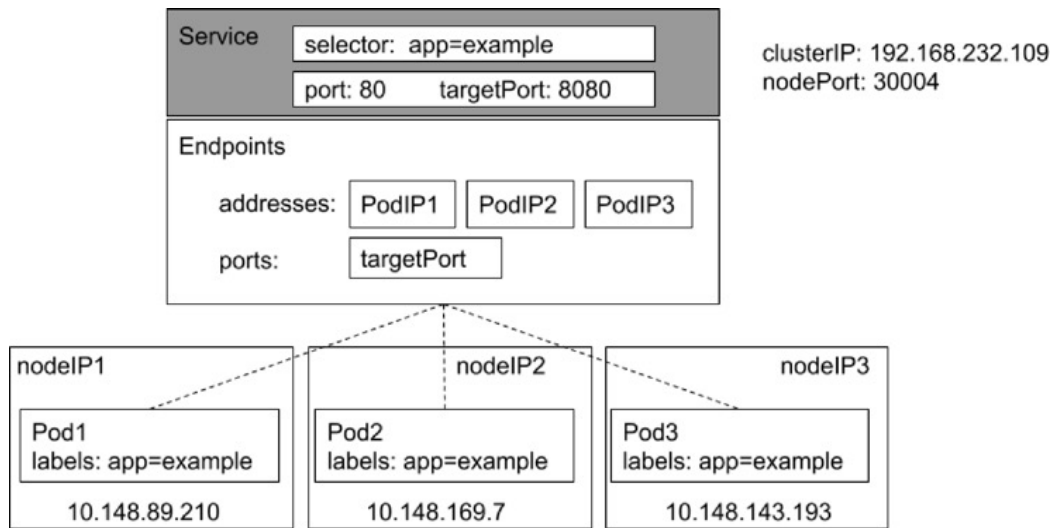 Service
selector: app=example
port: 80 targetPort: 8080
clusterIP: 192.168.232.109
nodePort: 30004
Endpoints
addresses: PodIP1 PodIP2 PodIP3
ports: targetPort
nodeIP1
nodeIP2
nodeIP3
Pod1
labels: app=example
10.148.89.210
Pod2
labels: app=example
10.148.169.7
Pod3
labels: app=example
10.148.143.193